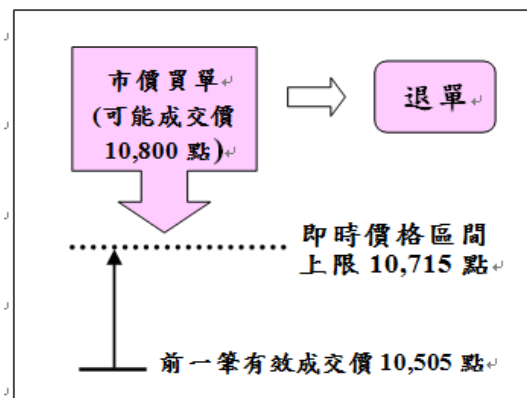 市價買單
(可能成交價
10,800 點)
退單
即時價格區間
上限 10,715 點
前一筆有效成交價 10,505 點